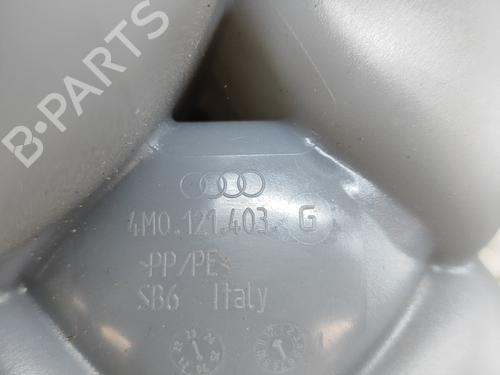 B-PARTS
4M0.121.403. G
>PP/PE<
SB6 Italy